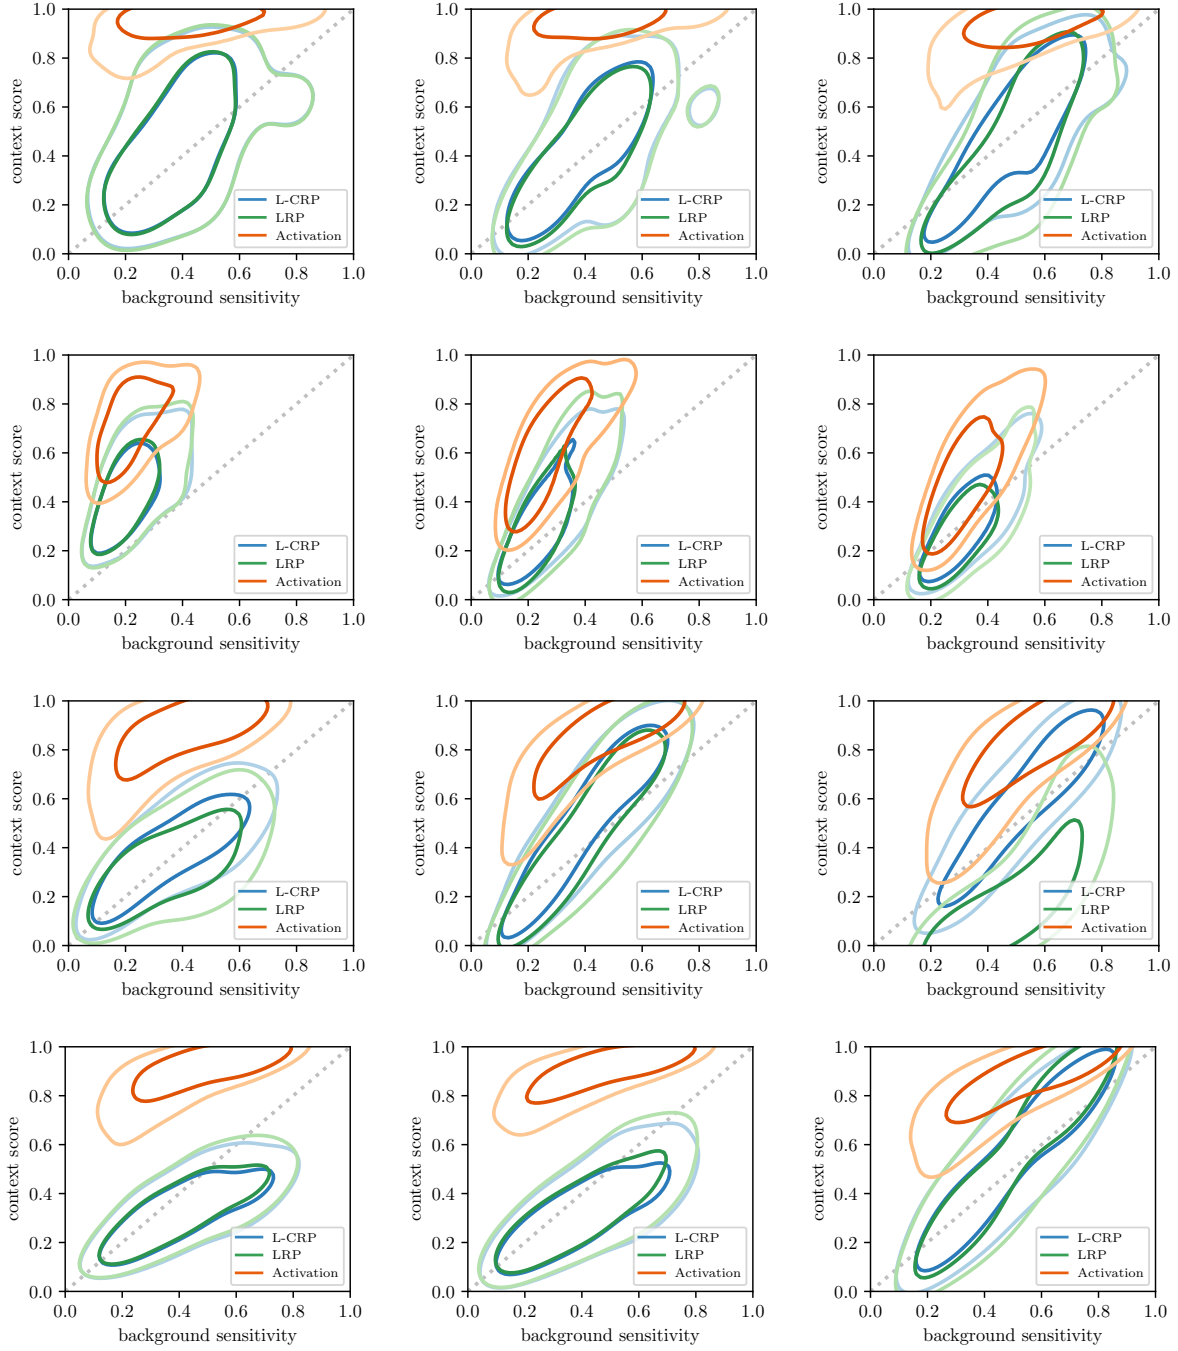 1.0 1.0 1.0
0.8 0.8 0.8
0.6 0.6 0.6
0.4 0.4 0.4
0.2 0.2 0.2
0.0 0.0 0.0
context score context score context score
L-CRP L-CRP L-CRP
LRP LRP LRP
Activation Activation Activation
0.0 0.2 0.4 0.6 0.8 1.0 0.0 0.2 0.4 0.6 0.8 1.0 0.0 0.2 0.4 0.6 0.8 1.0
background sensitivity background sensitivity background sensitivity
1.0 1.0 1.0
0.8 0.8 0.8
0.6 0.6 0.6
0.4 0.4 0.4
0.2 0.2 0.2
0.0 0.0 0.0
context score context score context score
L-CRP L-CRP L-CRP
LRP LRP LRP
Activation Activation Activation
0.0 0.2 0.4 0.6 0.8 1.0 0.0 0.2 0.4 0.6 0.8 1.0 0.0 0.2 0.4 0.6 0.8 1.0
background sensitivity background sensitivity background sensitivity
1.0 1.0 1.0
0.8 0.8 0.8
0.6 0.6 0.6
0.4 0.4 0.4
0.2 0.2 0.2
0.0 0.0 0.0
context score context score context score
L-CRP L-CRP L-CRP
LRP LRP LRP
Activation Activation Activation
0.0 0.2 0.4 0.6 0.8 1.0 0.0 0.2 0.4 0.6 0.8 1.0 0.0 0.2 0.4 0.6 0.8 1.0
background sensitivity background sensitivity background sensitivity
1.0 1.0 1.0
0.8 0.8 0.8
0.6 0.6 0.6
0.4 0.4 0.4
0.2 0.2 0.2
0.0 0.0 0.0
context score context score context score
L-CRP L-CRP L-CRP
LRP LRP LRP
Activation Activation Activation
0.0 0.2 0.4 0.6 0.8 1.0 0.0 0.2 0.4 0.6 0.8 1.0 0.0 0.2 0.4 0.6 0.8 1.0
background sensitivity background sensitivity background sensitivity